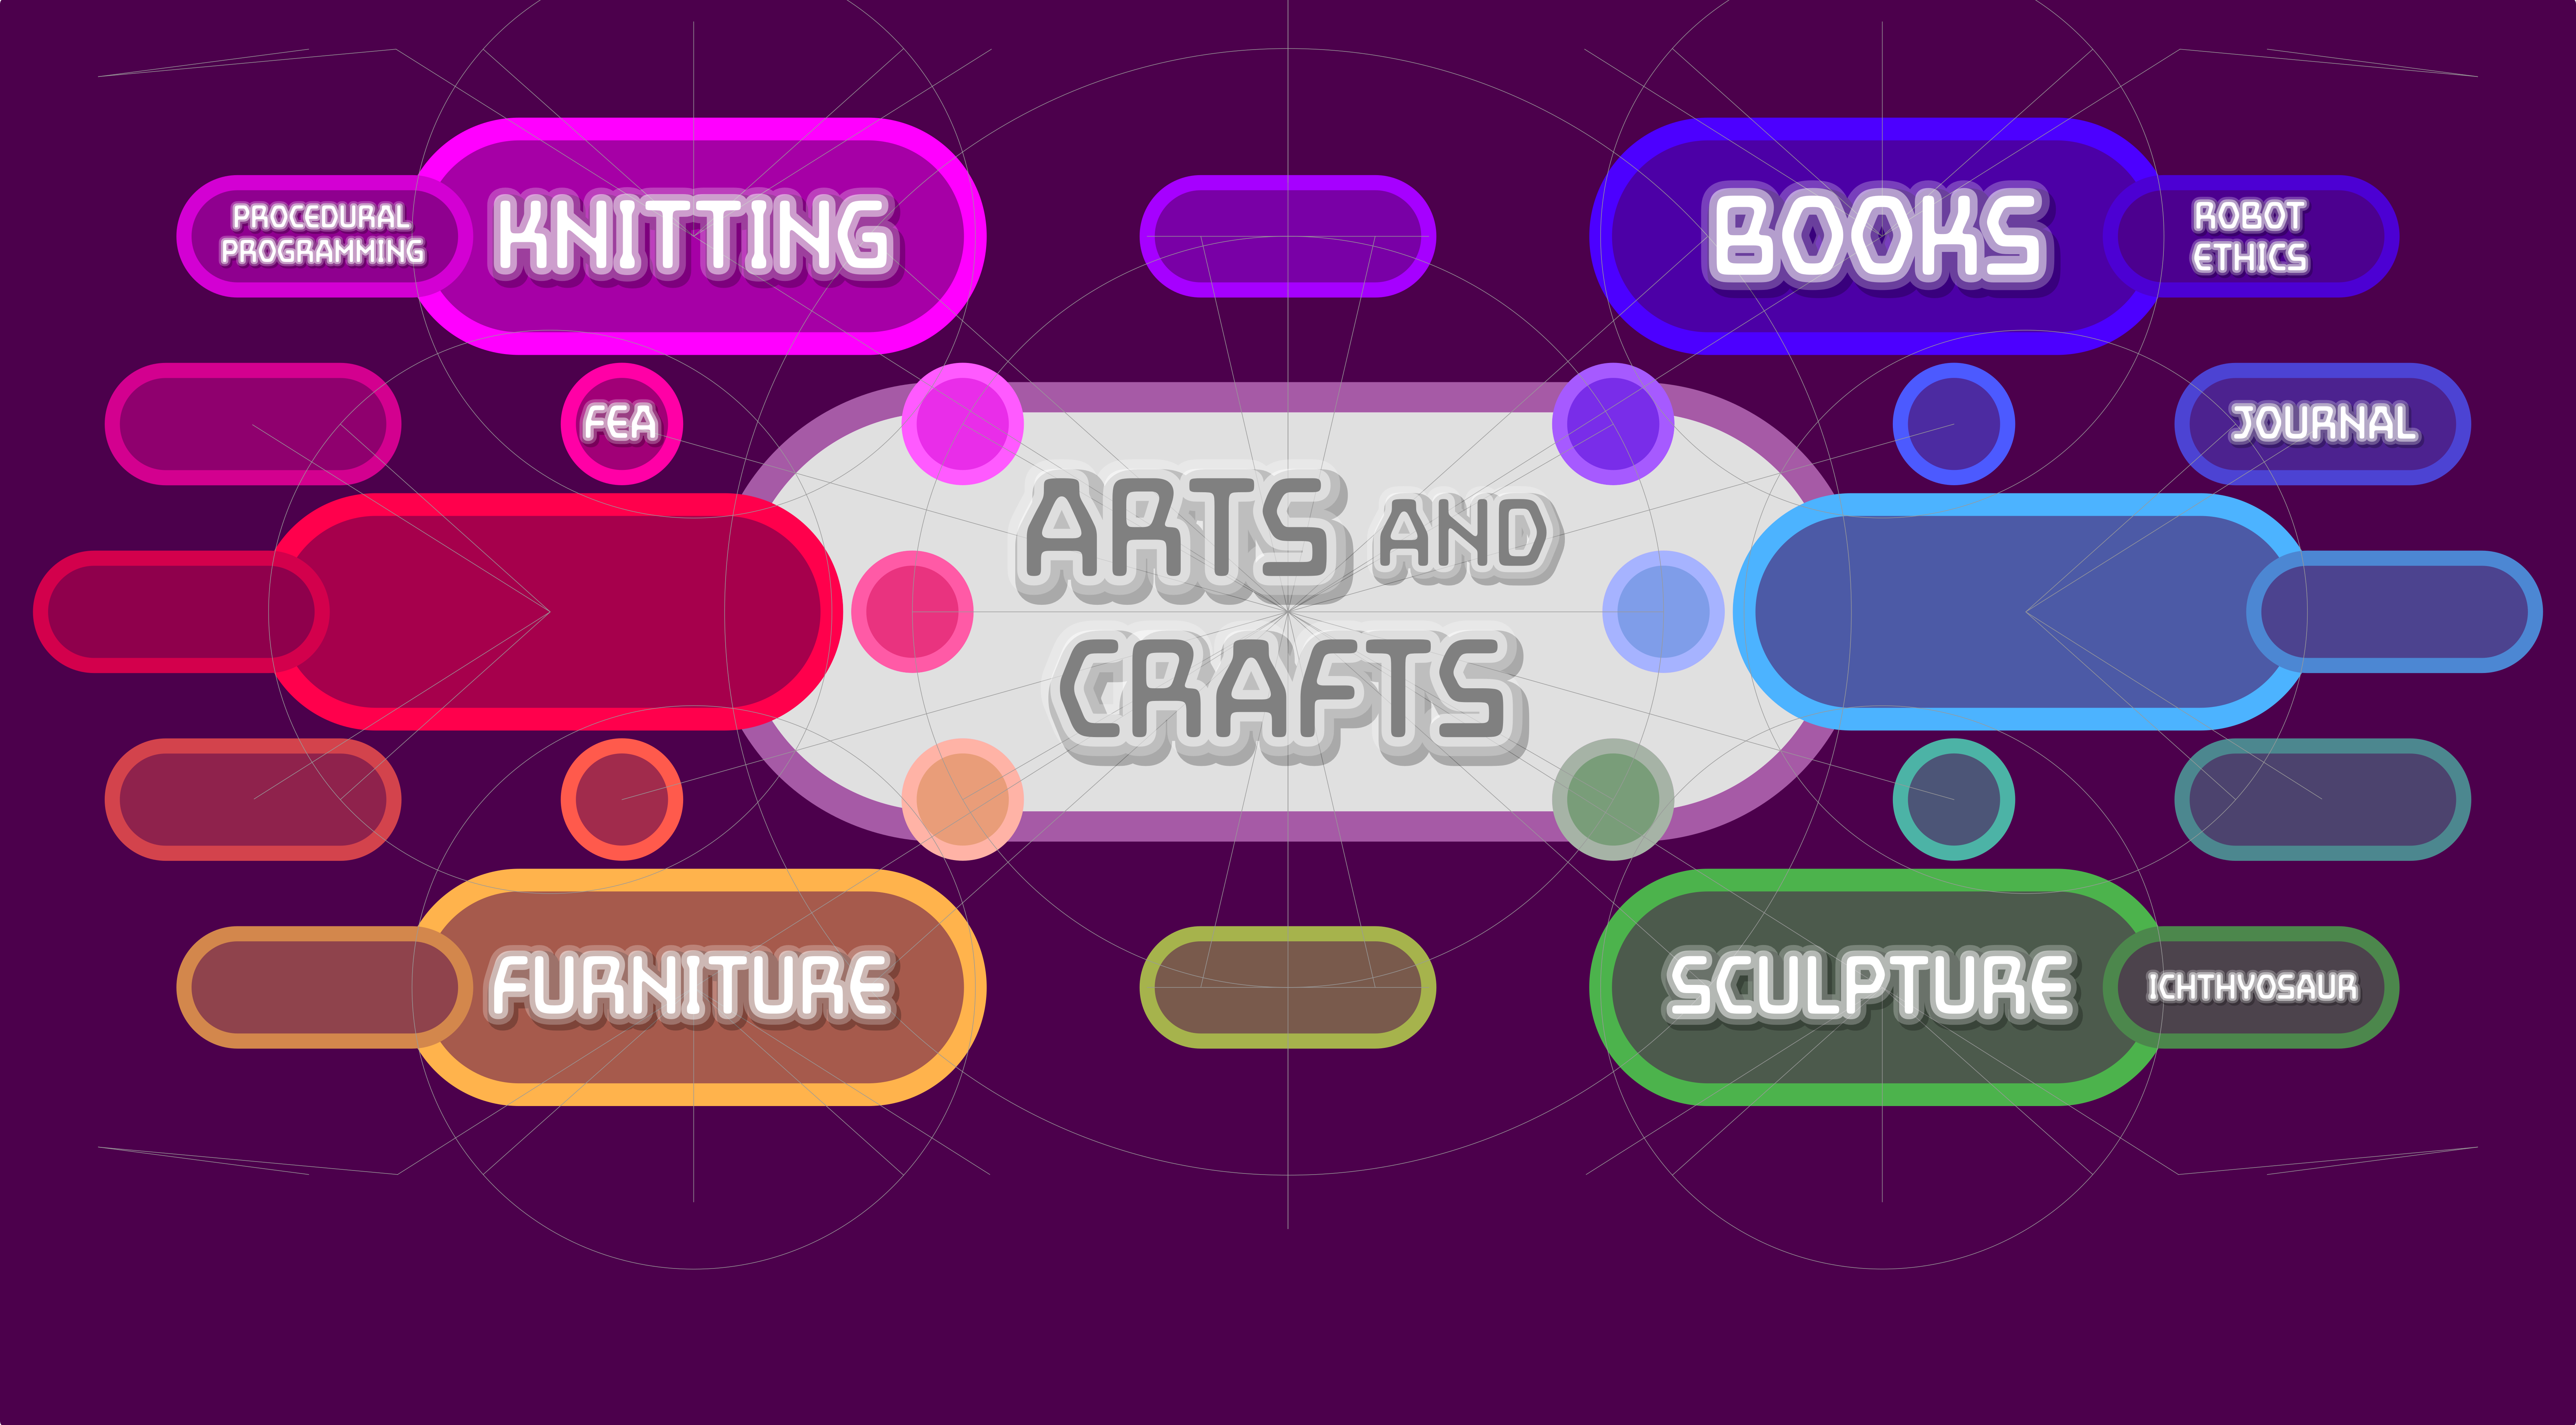 PROCEDURAL
PROGRAMMING
KNITTING
BOOKS
ROBOT
ETHICS
FEA
JOURNAL
ARTS AND
CRAFTS
FURNITURE
SCULPTURE
ICHTHYOSAUR